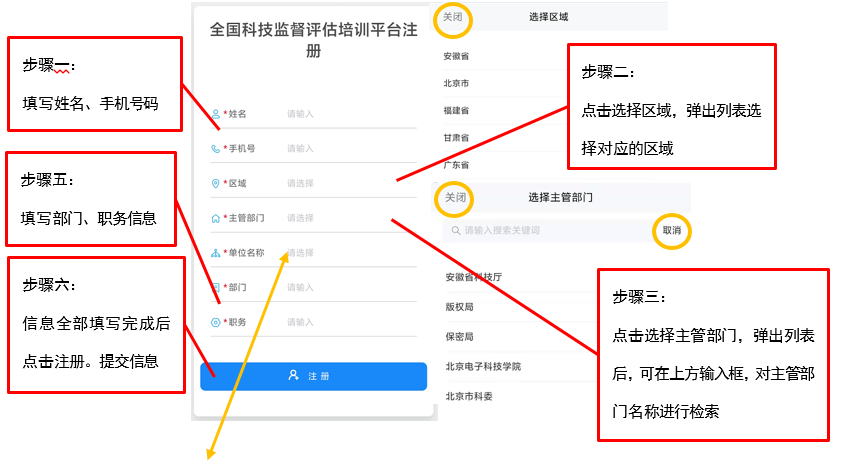 步骤一：
填写姓名、手机号码
步骤五：
填写部门、职务信息
步骤六：
信息全部填写完成后
点击注册。提交信息
全国科技监督评估培训平台注
册
*姓名 请输入
*手机号 请输入
*区域 请选择
*主管部门 请选择
*单位名称 请选择
*部门 请输入
*职务 请输入
注 册
关闭 选择区域
安徽省
北京市
福建省
甘肃省
广东省
关闭 选择主管部门
请输入搜索关键词 取消
安徽省科技厅
版权局
保密局
北京电子科技学院
北京市科委
步骤二：
点击选择区域，弹出列表选
择对应的区域
步骤三：
点击选择主管部门，弹出列表
后，可在上方输入框，对主管部
门名称进行检索